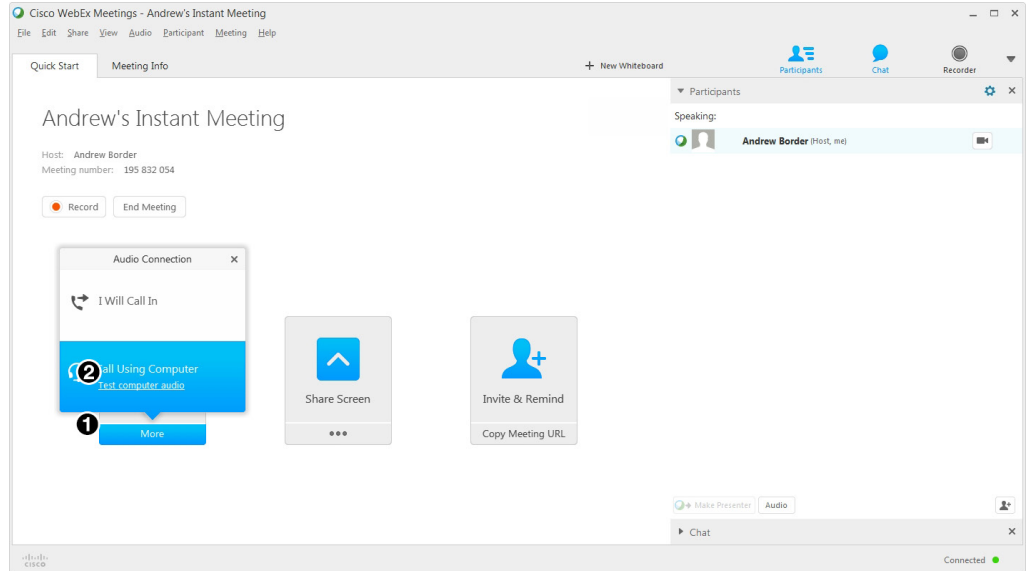 Cisco WebEx Meetings - Andrew's Instant Meeting
File Edit Share View Audio Participant Meeting Help
Quick Start Meeting Info + New Whiteboard Participants Chat Recorder
Participants
Andrew's Instant Meeting
Speaking:
Andrew Border (Host, me)
Host: Andrew Border
Meeting number: 195 832 054
Record End Meeting
Audio Connection
I Will Call In
2 all Using Computer
Test computer audio
Share Screen Invite & Remind
1 More Copy Meeting URL
Make Presenter Audio
Chat
CISCO Connected